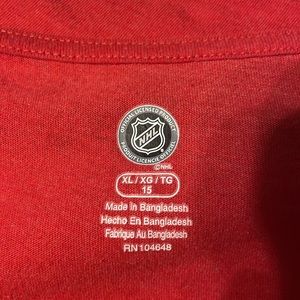 OFFICIAL LICENSED PRODUCT
NHL
PRODUIT LICENCIÉ OFFICIEL
©NHL
XL / XG / TG
15
Made in Bangladesh
Hecho En Bangladesh
Fabrique Au Bangladesh
RN104648